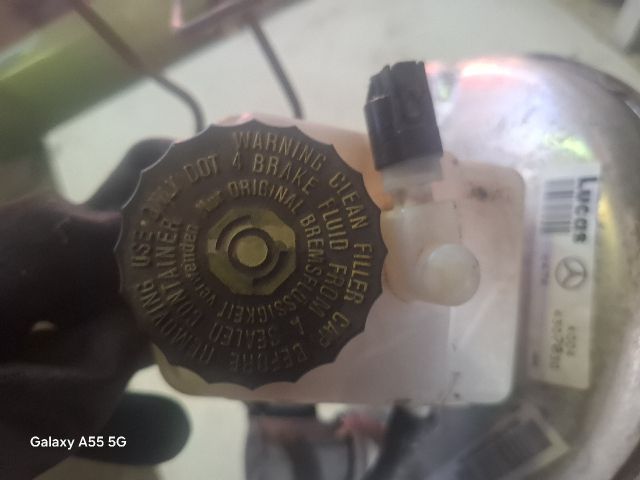 WARNING CLEAN FILLER CAP BEFORE REMOVING
USE ONLY DOT 4 BRAKE FLUID FROM A SEALED CONTAINER
ORIGINAL BREMSFLÜSSIGKEIT verwenden
LUCAS
Galaxy A55 5G